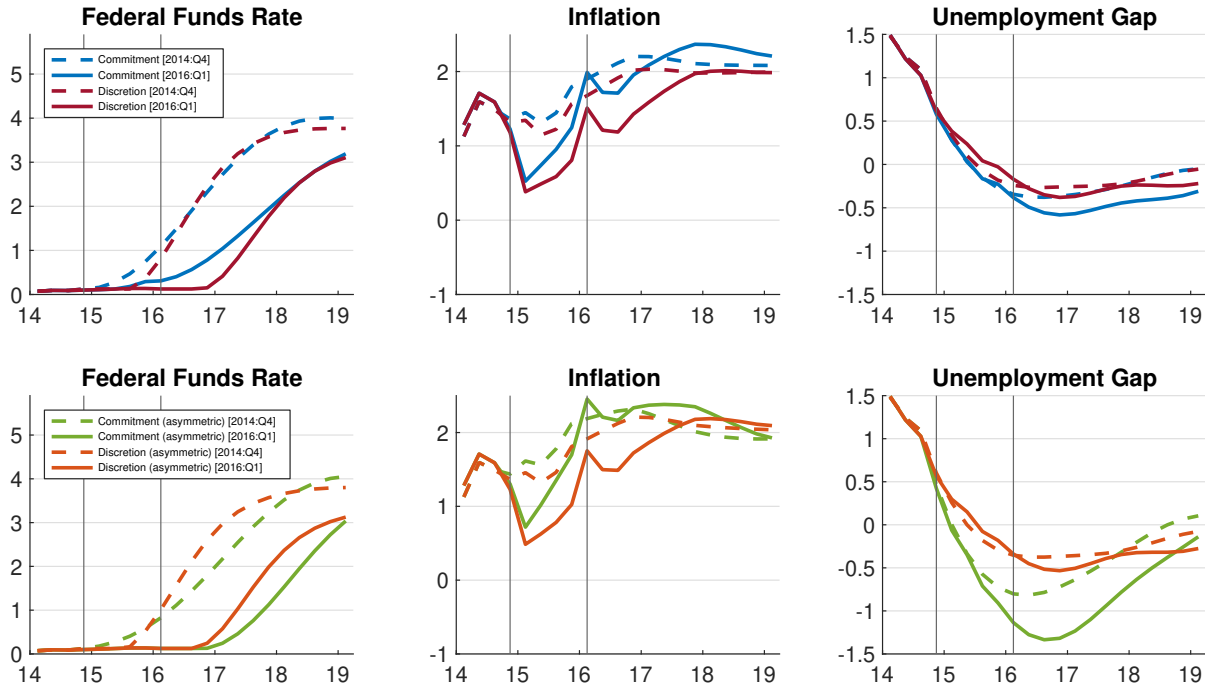 Federal Funds Rate
5
4
3
2
1
0
14 15 16 17 18 19
Commitment [2014:Q4]
Commitment [2016:Q1]
Discretion [2014:Q4]
Discretion [2016:Q1]
Inflation
2
1
0
-1
14 15 16 17 18 19
Unemployment Gap
1.5
1
0.5
0
-0.5
-1
-1.5
14 15 16 17 18 19
Federal Funds Rate
5
4
3
2
1
0
14 15 16 17 18 19
Commitment (asymmetric) [2014:Q4]
Commitment (asymmetric) [2016:Q1]
Discretion (asymmetric) [2014:Q4]
Discretion (asymmetric) [2016:Q1]
Inflation
2
1
0
-1
14 15 16 17 18 19
Unemployment Gap
1.5
1
0.5
0
-0.5
-1
-1.5
14 15 16 17 18 19